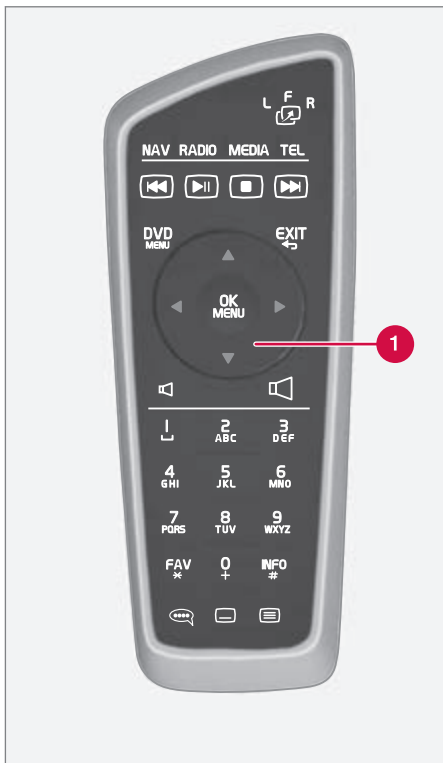 L F R
NAV RADIO MEDIA TEL
DVD EXIT
MENU
OK
MENU
1
1 2 3
ABC DEF
4 5 6
GHI JKL MNO
7 8 9
PQRS TUV WXYZ
FAV 0 INFO
* + #